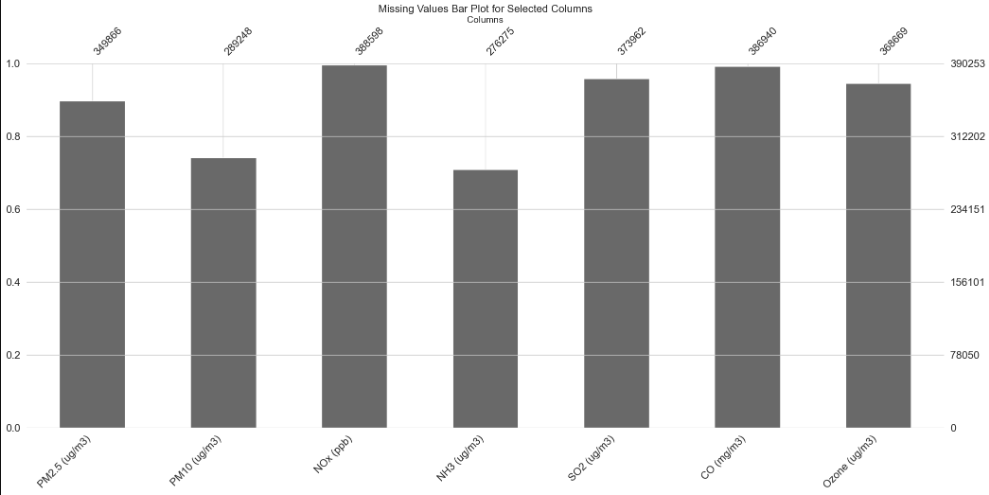 Missing Values Bar Plot for Selected Columns
Columns
349866 289248 388598 276275 373962 386940 368669
1.0 390253
0.8 312202
0.6 234151
0.4 156101
0.2 78050
0.0 0
PM2.5 (ug/m3) PM10 (ug/m3) NOx (ppb) NH3 (ug/m3) SO2 (ug/m3) CO (mg/m3) Ozone (ug/m3)